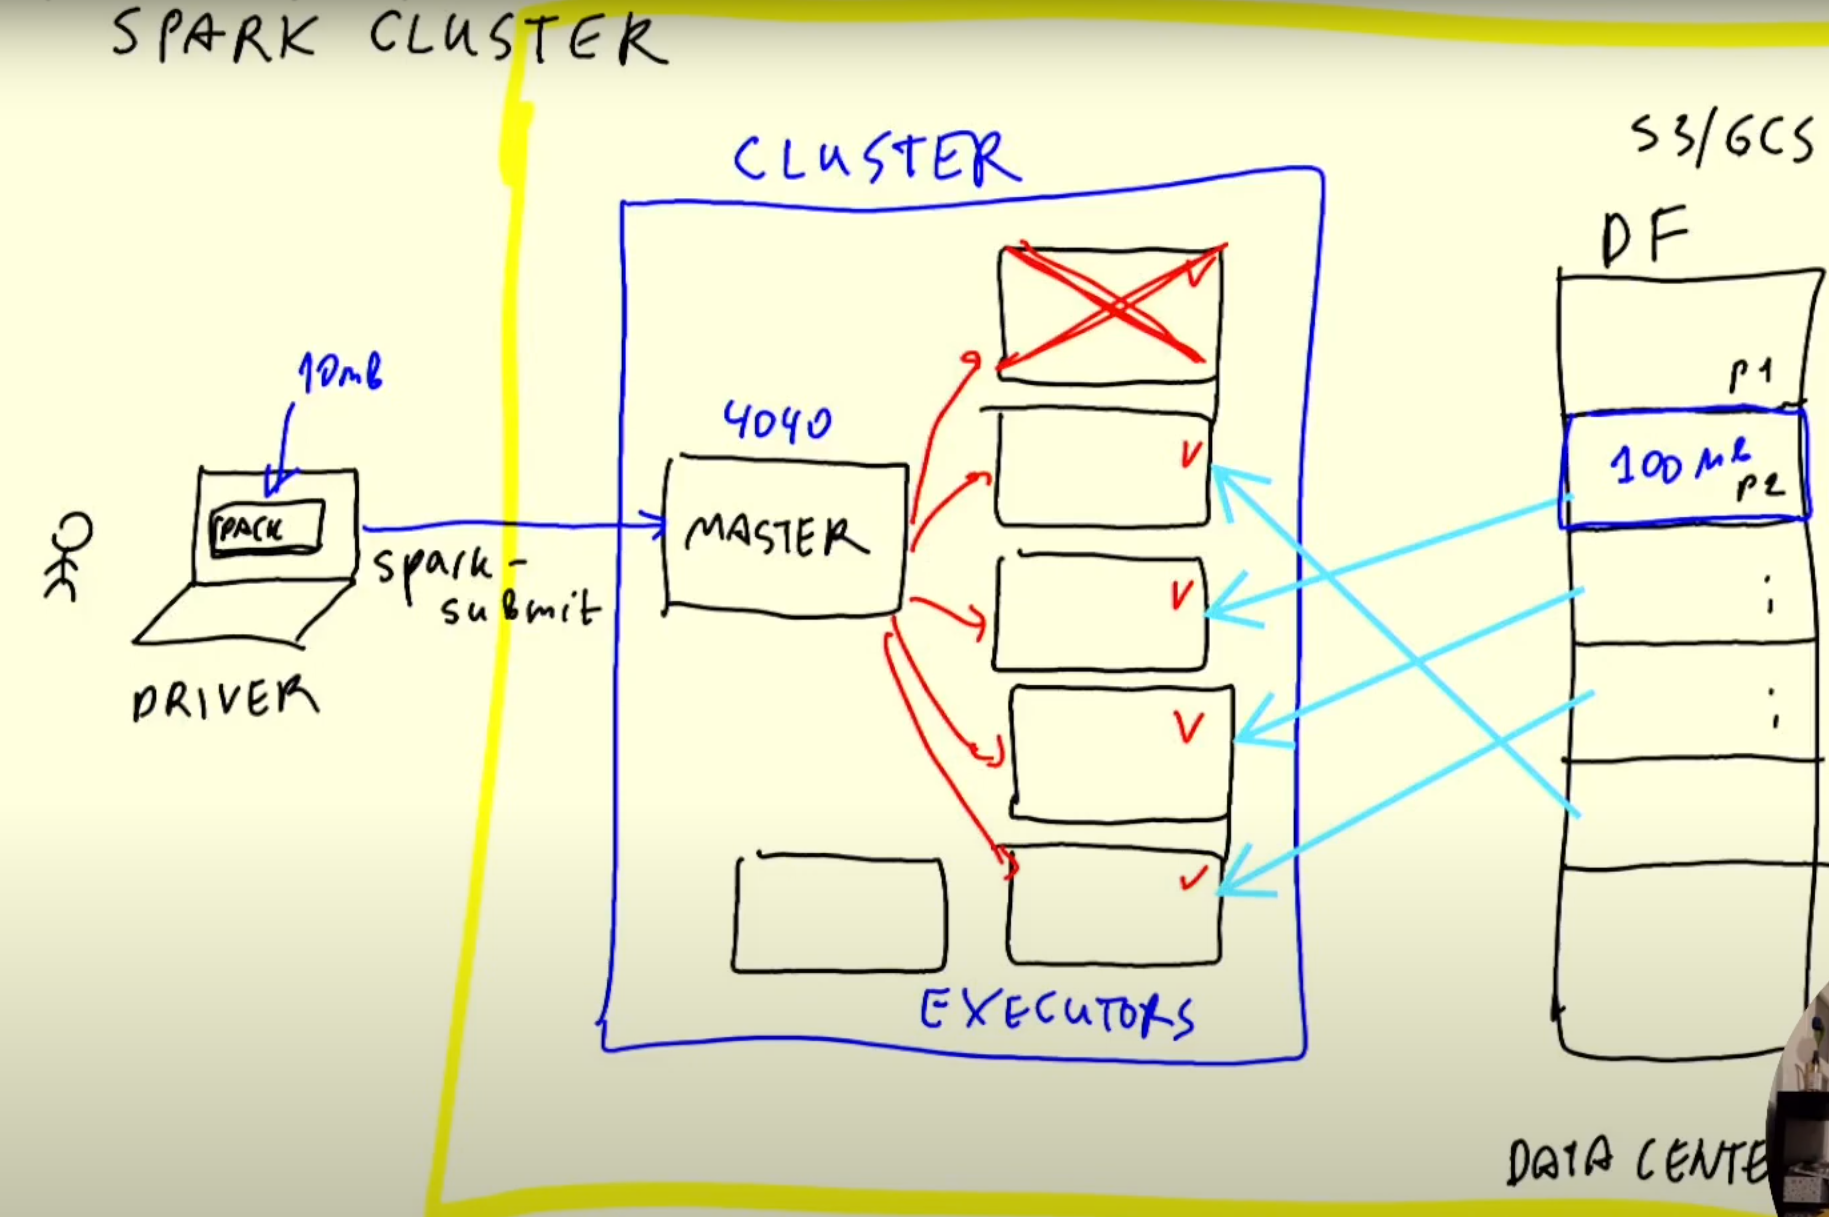 SPARK CLUSTER
CLUSTER
S3/GCS
DF
10MB
4040
P1
100 MB
P2
SPACK
MASTER
spark-
submit
DRIVER
EXECUTORS
DATA CENTE